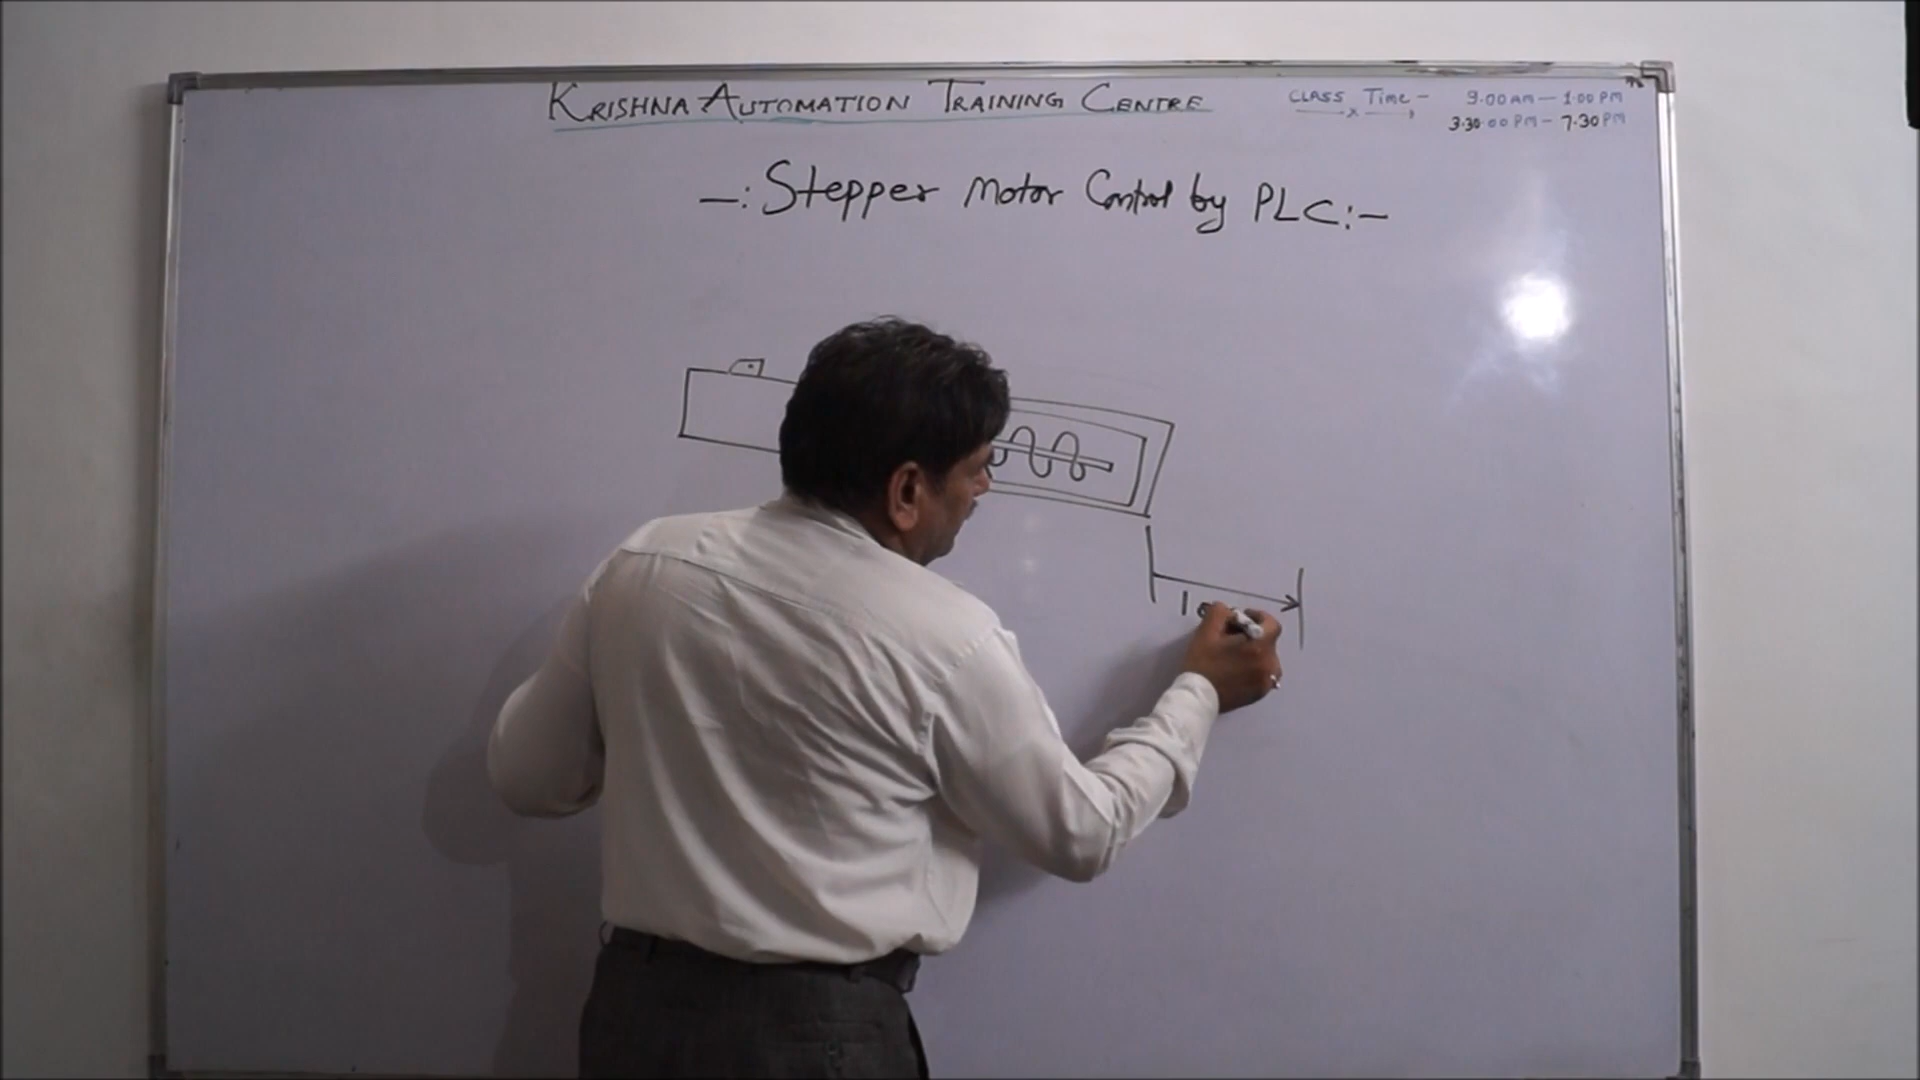 KRISHNA AUTOMATION TRAINING CENTRE
CLASS Time - 9.00 AM - 1.00 PM
3.30.00 PM - 7.30 PM
-: Stepper Motor Control by PLC:-